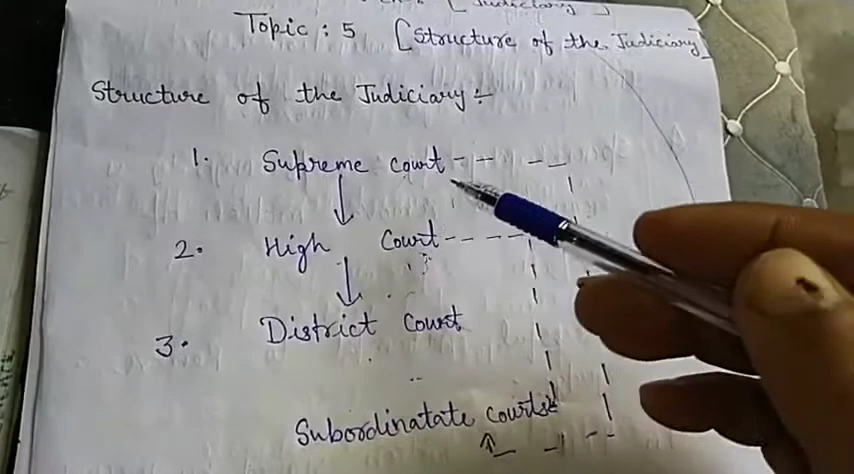 [Judiciary]
Topic : 5 [Structure of the Judiciary]
Structure of the Judiciary :-
1. Supreme Court
2. High Court
3. District Court
Subordinatate courts